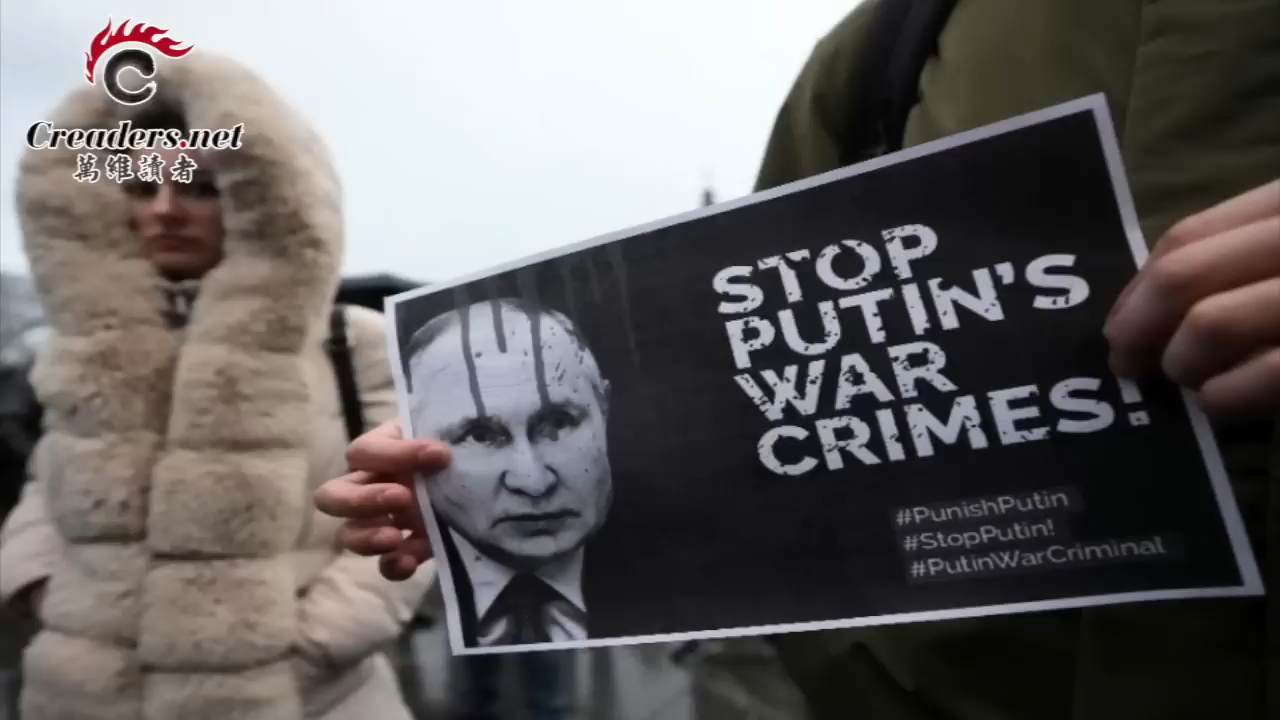 Creaders.net
萬維讀者
STOP
PUTIN'S
WAR
CRIMES!
#PunishPutin
#StopPutin!
#PutinWarCriminal